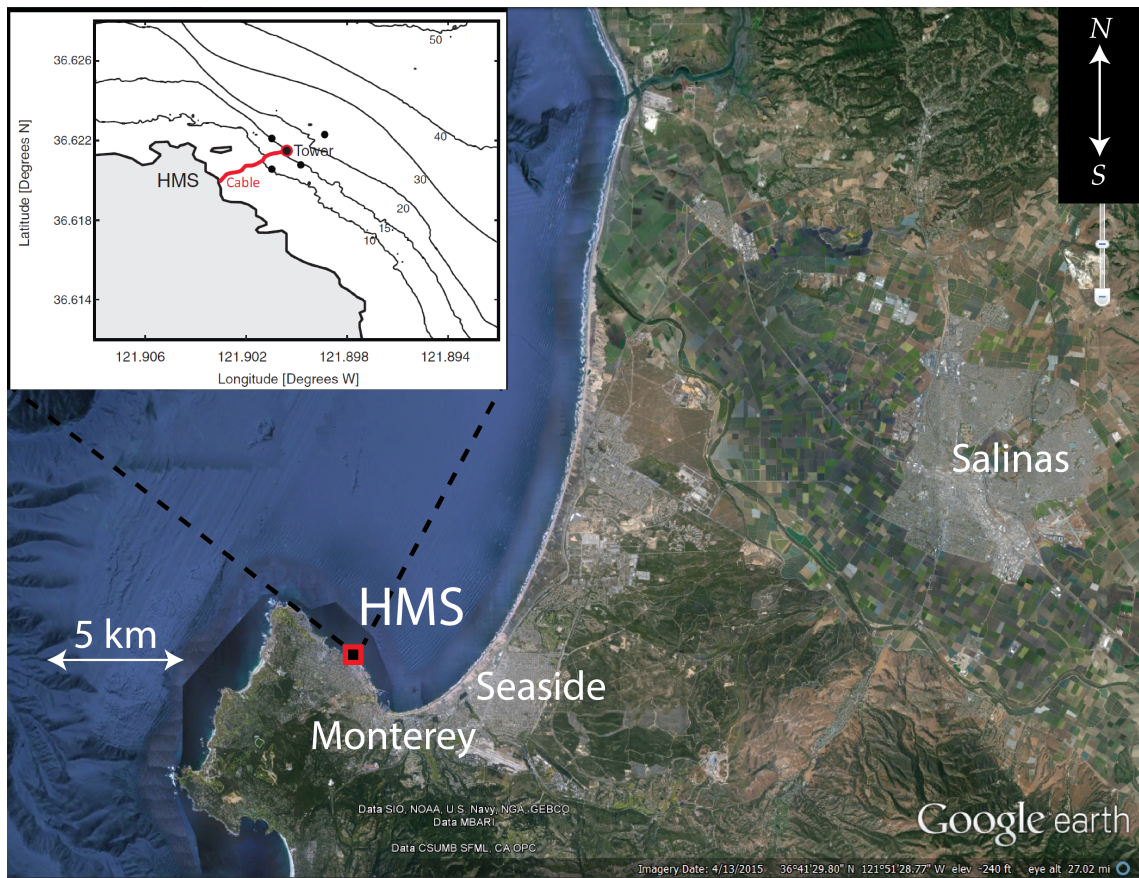 36.626
36.622
36.618
36.614
Latitude [Degrees N]
121.906
121.902
121.898
121.894
Longitude [Degrees W]
50
40
30
20
15
10
Tower
HMS
Cable
N
S
Salinas
HMS
5 km
Seaside
Monterey
Data SIO, NOAA, U.S. Navy, NGA, GEBCO
Data MBARI
Data CSUMB SFML, CA OPC
Google earth
Imagery Date: 4/13/2015 36°41'29.80" N 121°51'28.77" W elev -240 ft eye alt 27.02 mi